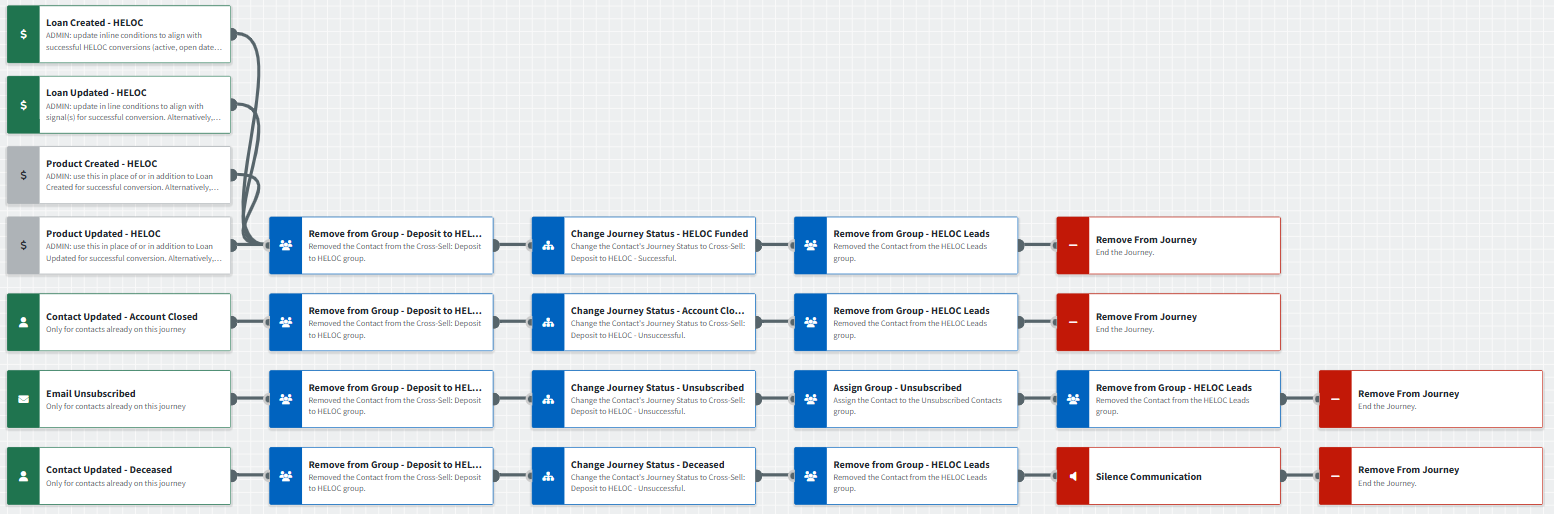 Loan Created - HELOC
ADMIN: update inline conditions to align with
successful HELOC conversions (active, open date...
Loan Updated - HELOC
ADMIN: update in line conditions to align with
signal(s) for successful conversion. Alternatively,...
Product Created - HELOC
ADMIN: use this in place of or in addition to Loan
Created for successful conversion. Alternatively,...
Product Updated - HELOC
ADMIN: use this in place of or in addition to Loan
Updated for successful conversion. Alternatively,...
Remove from Group - Deposit to HEL...
Removed the Contact from the Cross-Sell: Deposit
to HELOC group.
Change Journey Status - HELOC Funded
Change the Contact's Journey Status to Cross-Sell:
Deposit to HELOC - Successful.
Remove from Group - HELOC Leads
Removed the Contact from the HELOC Leads
group.
Remove From Journey
End the Journey.
Contact Updated - Account Closed
Only for contacts already on this journey
Remove from Group - Deposit to HEL...
Removed the Contact from the Cross-Sell: Deposit
to HELOC group.
Change Journey Status - Account Clo...
Change the Contact's Journey Status to Cross-Sell:
Deposit to HELOC - Unsuccessful.
Remove from Group - HELOC Leads
Removed the Contact from the HELOC Leads
group.
Remove From Journey
End the Journey.
Email Unsubscribed
Only for contacts already on this journey
Remove from Group - Deposit to HEL...
Removed the Contact from the Cross-Sell: Deposit
to HELOC group.
Change Journey Status - Unsubscribed
Change the Contact's Journey Status to Cross-Sell:
Deposit to HELOC - Unsuccessful.
Assign Group - Unsubscribed
Assign the Contact to the Unsubscribed Contacts
group.
Remove from Group - HELOC Leads
Removed the Contact from the HELOC Leads
group.
Remove From Journey
End the Journey.
Contact Updated - Deceased
Only for contacts already on this journey
Remove from Group - Deposit to HEL...
Removed the Contact from the Cross-Sell: Deposit
to HELOC group.
Change Journey Status - Deceased
Change the Contact's Journey Status to Cross-Sell:
Deposit to HELOC - Unsuccessful.
Remove from Group - HELOC Leads
Removed the Contact from the HELOC Leads
group.
Silence Communication
Remove From Journey
End the Journey.